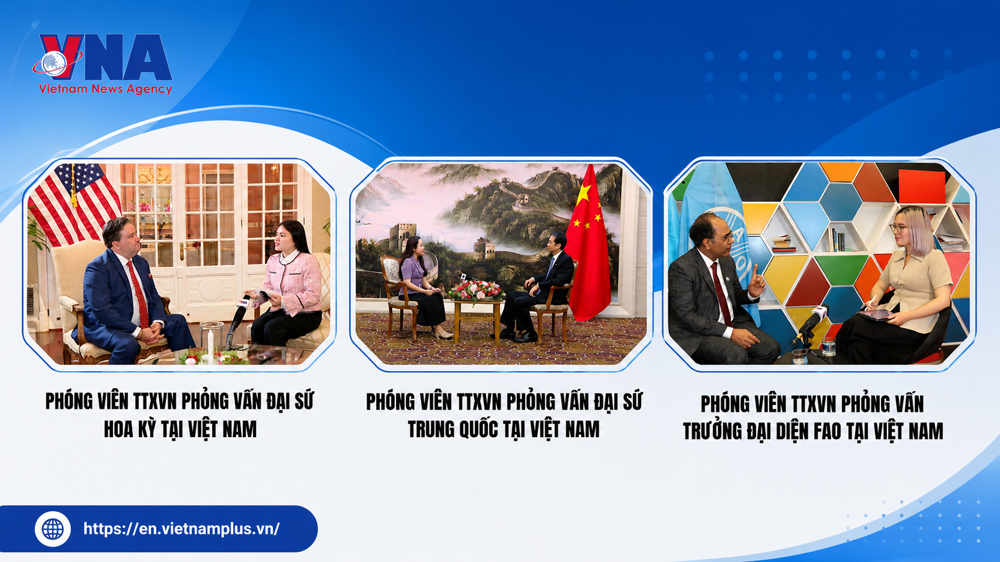 VNA
Vietnam News Agency
PHÓNG VIÊN TTXVN PHỎNG VẤN ĐẠI SỨ
HOA KỲ TẠI VIỆT NAM
PHÓNG VIÊN TTXVN PHỎNG VẤN ĐẠI SỨ
TRUNG QUỐC TẠI VIỆT NAM
PHÓNG VIÊN TTXVN PHỎNG VẤN
TRƯỞNG ĐẠI DIỆN FAO TẠI VIỆT NAM
https://en.vietnamplus.vn/